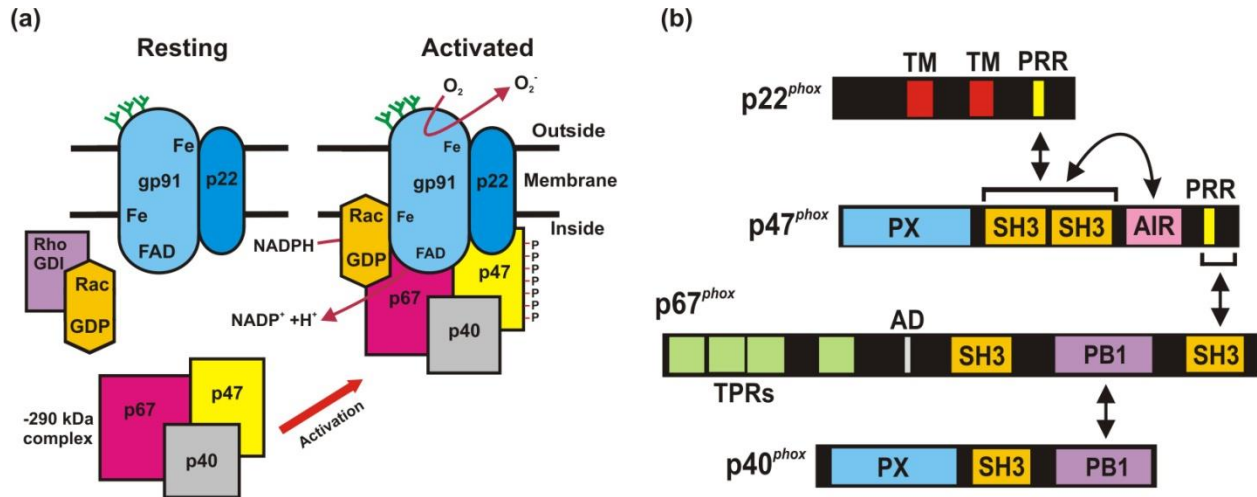 (a)
Resting
Activated
O₂
O₂⁻
Outside
Fe
gp91
p22
Fe
FAD
Fe
gp91
p22
Membrane
Rho
GDI
Rac
GDP
Rac
GDP
Fe
FAD
Inside
NADPH
p67
p47
p40
P
P
P
P
P
P
P
NADP⁺ +H⁺
-290 kDa
complex
p67
p47
p40
Activation
(b)
TM TM PRR
p22phox
PRR
p47phox
PX SH3 SH3 AIR
p67phox
AD
SH3 PB1 SH3
TPRs
p40phox
PX SH3 PB1